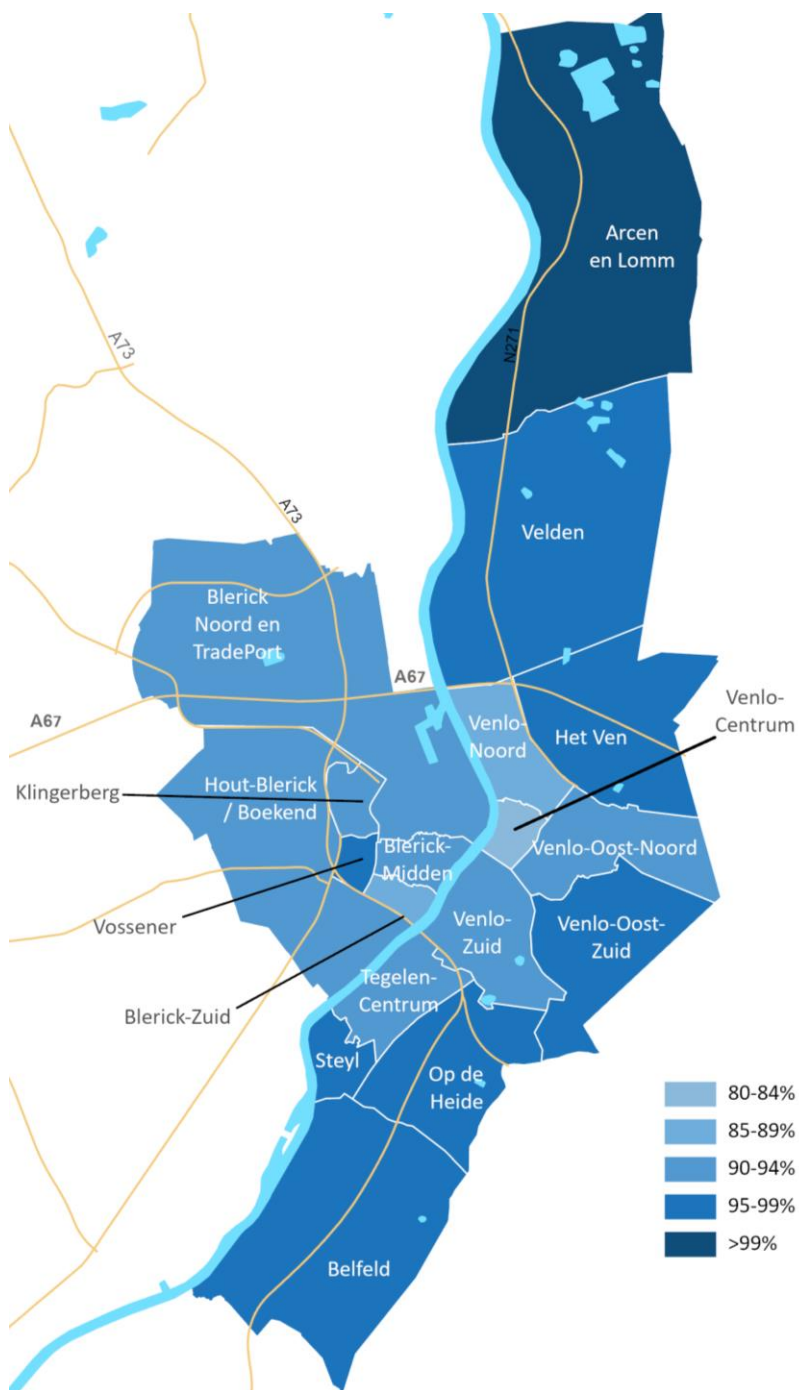 Arcen
en Lomm
A73
N271
A73
Velden
Blerick
Noord en
TradePort
A67
Venlo-
Centrum
A67
Venlo-
Noord
Het Ven
Klingerberg
Hout-Blerick
/ Boekend
Blerick-
Midden
Venlo-Oost-Noord
Vossener
Venlo-
Zuid
Venlo-Oost-
Zuid
Blerick-Zuid
Tegelen-
Centrum
Steyl
Op de
Heide
80-84%
85-89%
90-94%
95-99%
>99%
Belfeld